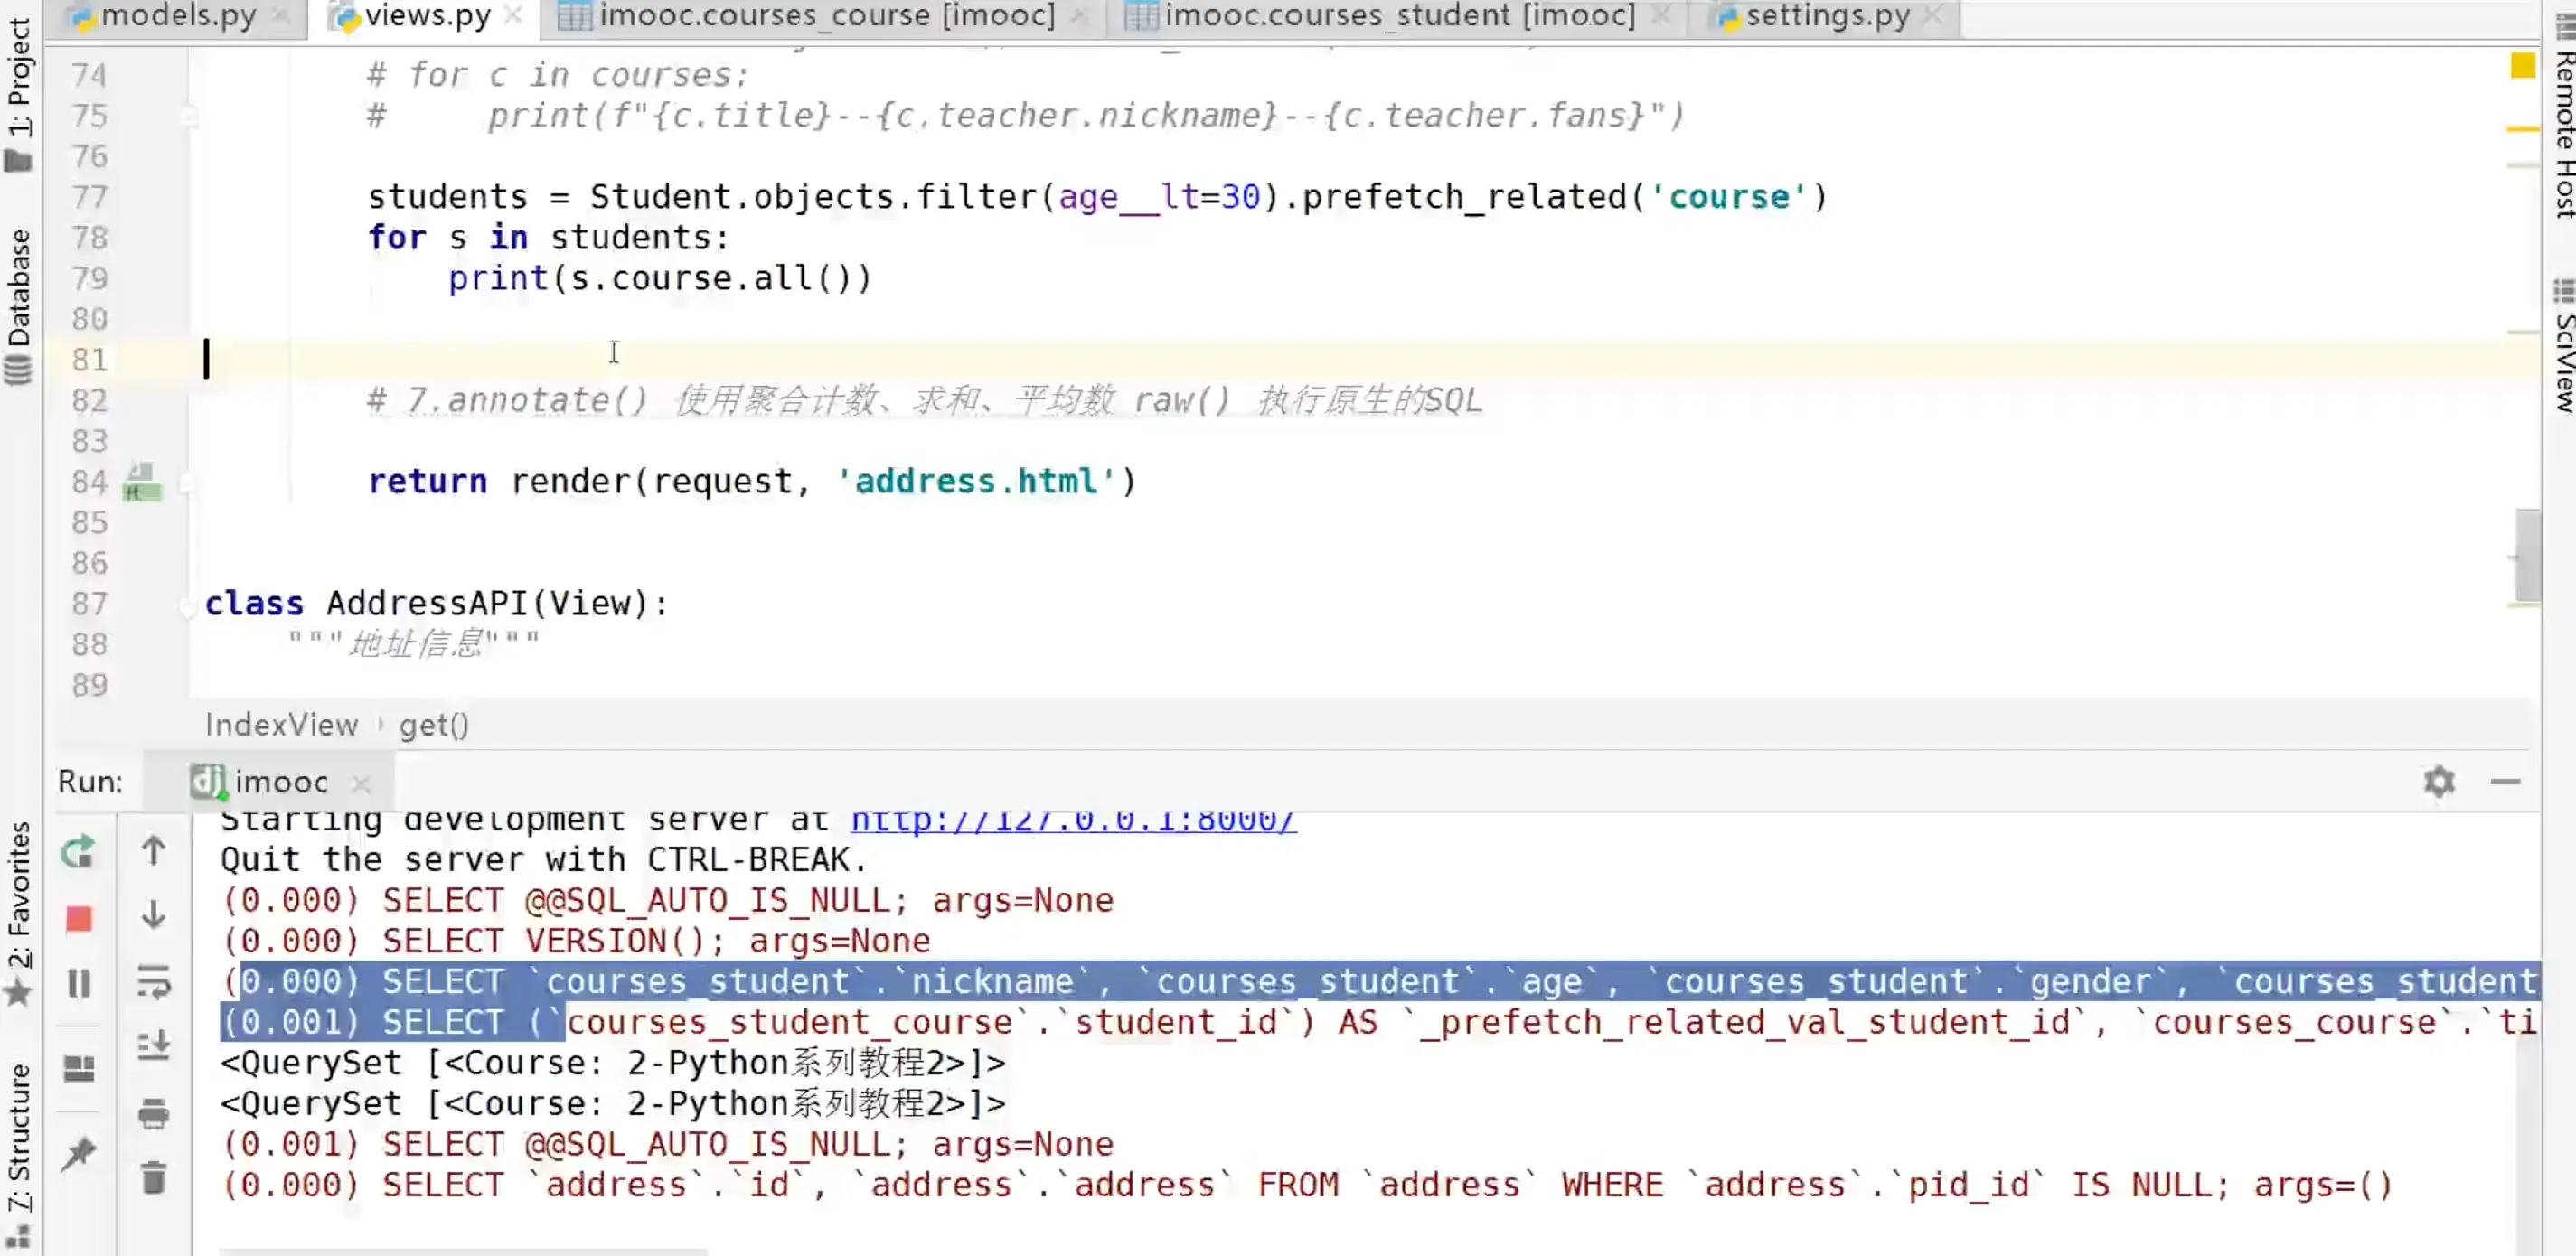 models.py
views.py
imooc.courses_course [imooc]
imooc.courses_student [imooc]
settings.py
1: Project
Database
2: Favorites
7: Structure
Remote Host
SciView
74 # for c in courses:
75 #     print(f"{c.title}--{c.teacher.nickname}--{c.teacher.fans}")
76
77 students = Student.objects.filter(age__lt=30).prefetch_related('course')
78 for s in students:
79     print(s.course.all())
80
81
82 # 7.annotate() 使用聚合计数、求和、平均数 raw() 执行原生的SQL
83
84 return render(request, 'address.html')
85
86
87 class AddressAPI(View):
88     """地址信息"""
89
IndexView › get()
Run: dj imooc
Starting development server at http://127.0.0.1:8000/
Quit the server with CTRL-BREAK.
(0.000) SELECT @@SQL_AUTO_IS_NULL; args=None
(0.000) SELECT VERSION(); args=None
(0.000) SELECT `courses_student`.`nickname`, `courses_student`.`age`, `courses_student`.`gender`, `courses_student
(0.001) SELECT (`courses_student_course`.`student_id`) AS `_prefetch_related_val_student_id`, `courses_course`.`ti
<QuerySet [<Course: 2-Python系列教程2>]>
<QuerySet [<Course: 2-Python系列教程2>]>
(0.001) SELECT @@SQL_AUTO_IS_NULL; args=None
(0.000) SELECT `address`.`id`, `address`.`address` FROM `address` WHERE `address`.`pid_id` IS NULL; args=()